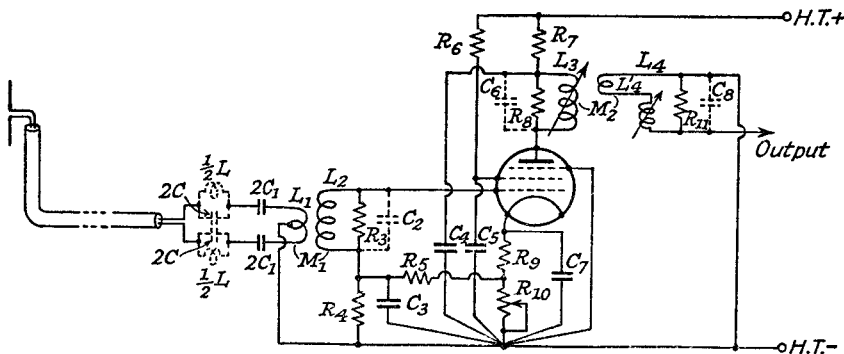 H.T.+
R6
R7
L3
L4
C6
R8
M2
L'4
R11
C8
Output
½L
2C
2C1
L1
L2
R3
C2
2C
2C1
M1
½L
C4
C5
R9
C7
R5
R10
R4
C3
H.T.-